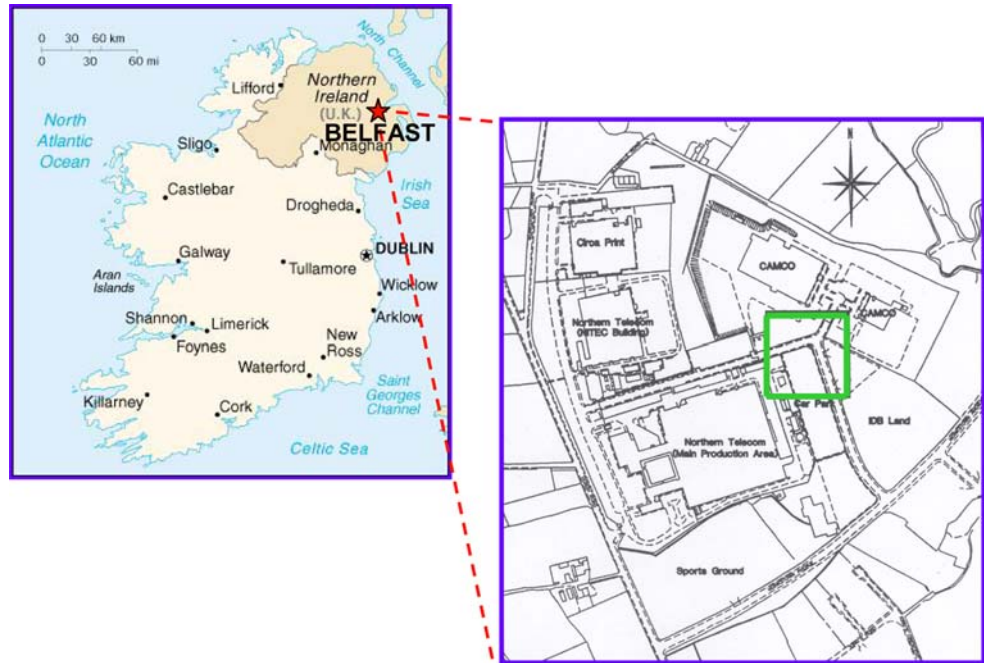 0 30 60 km
0 30 60 mi
North Channel
Lifford
Northern
Ireland
(U.K.)
BELFAST
North
Atlantic
Ocean
Sligo
Monaghan
Irish
Sea
Castlebar
Drogheda
DUBLIN
Galway
Tullamore
Aran
Islands
Wicklow
Shannon
Limerick
Arklow
Foynes
New
Ross
Waterford
Saint
Georges
Channel
Killarney
Cork
Celtic Sea
N
Circa Print
CAMCO
CAMCO
Northern Telecom
(HITEC Building)
Car Park
IDB Land
Northern Telecom
(Main Production Area)
Sports Ground